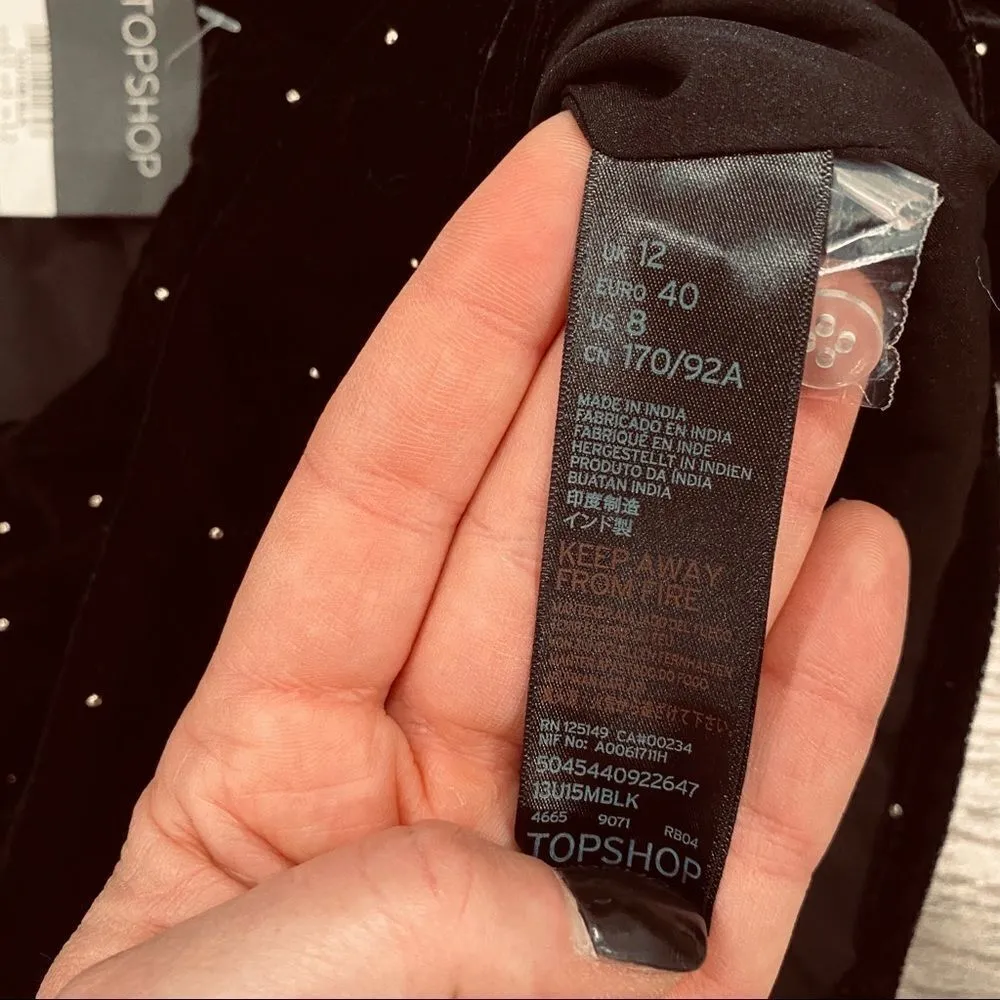 TOPSHOP
UK 12
EURO 40
US 8
CN 170/92A
MADE IN INDIA
FABRICADO EN INDIA
FABRIQUÉ EN INDE
HERGESTELLT IN INDIEN
PRODUTO DA INDIA
BUATAN INDIA
印度制造
インド製
KEEP AWAY
FROM FIRE
RN 125149 CA#00234
NIF No: A0061711H
5045440922647
13U15MBLK
4665 9071 RB04
TOPSHOP